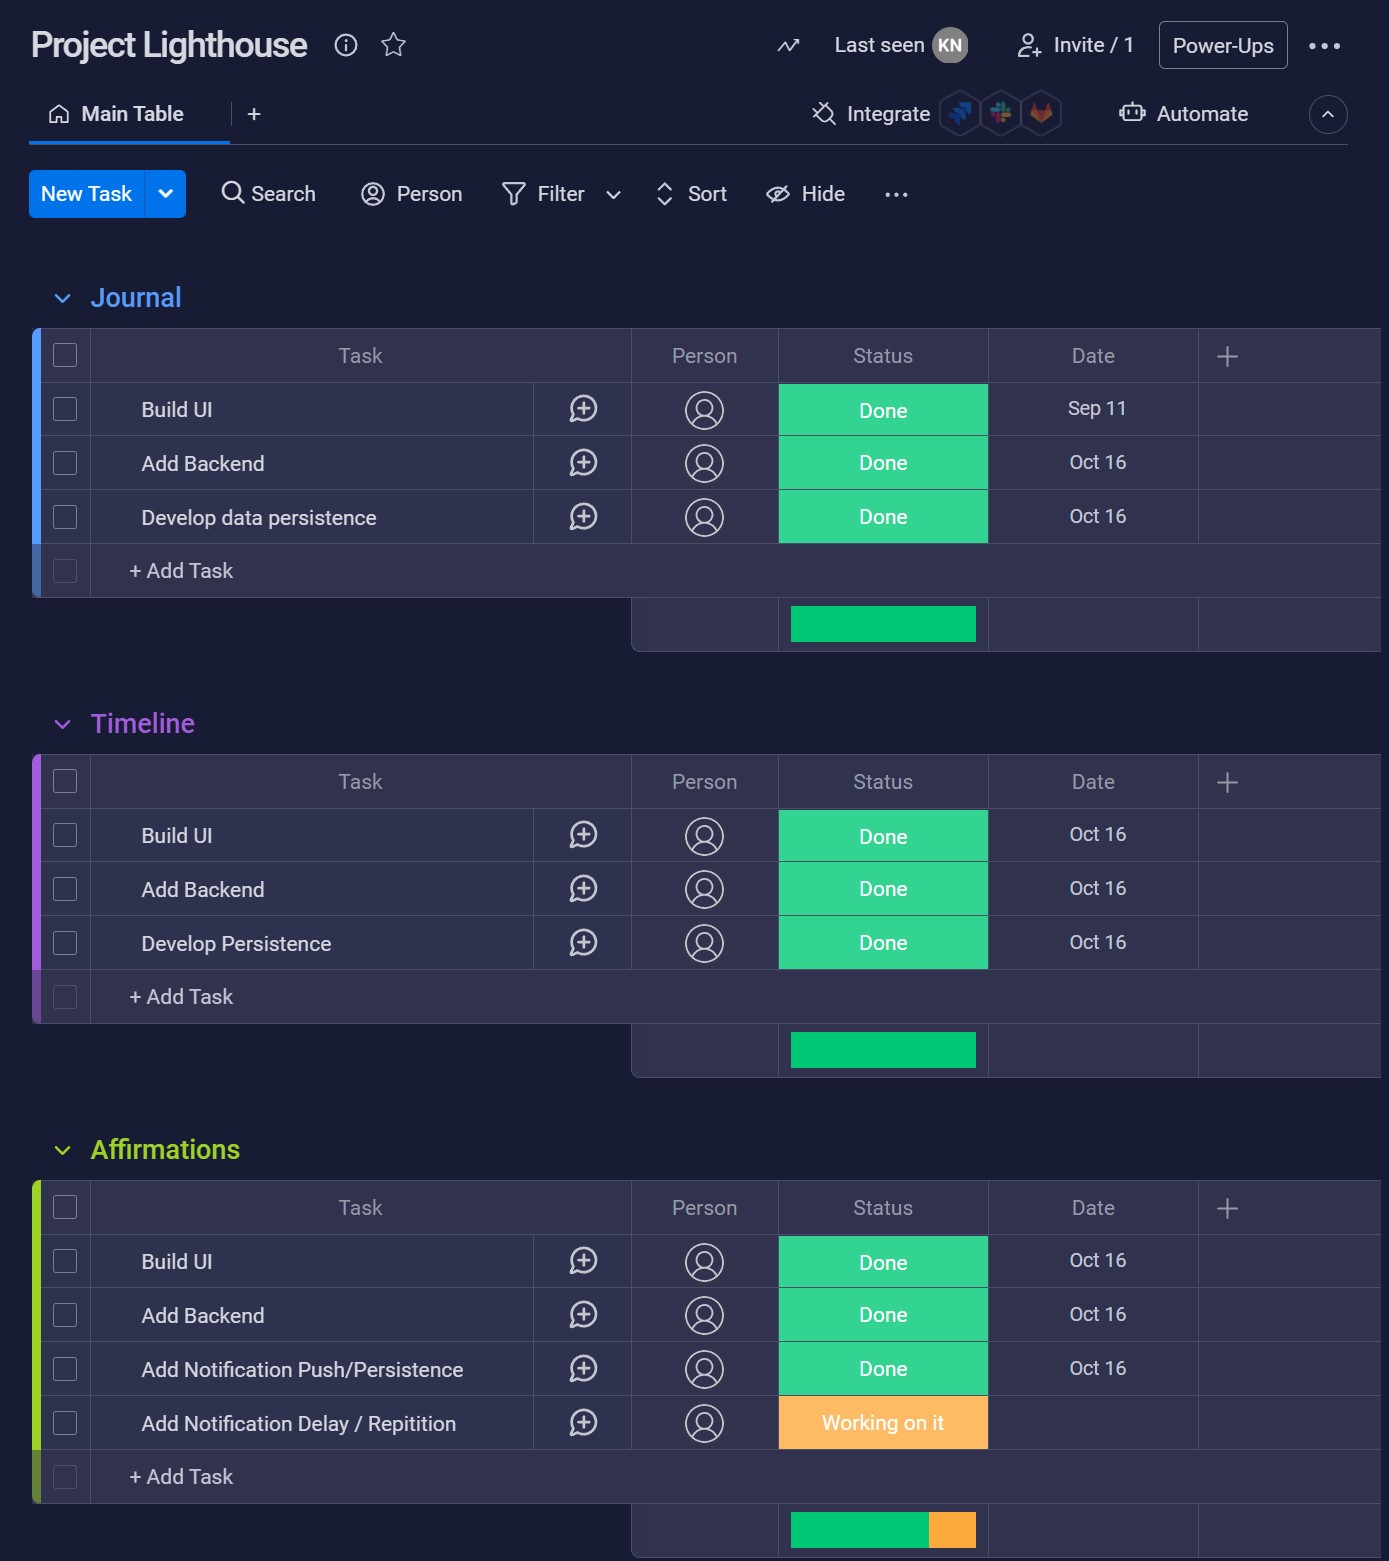 Project Lighthouse Last seen KN Invite / 1 Power-Ups
Main Table + Integrate Automate
New Task Search Person Filter Sort Hide
Journal
Task Person Status Date
Build UI Done Sep 11
Add Backend Done Oct 16
Develop data persistence Done Oct 16
+ Add Task
Timeline
Task Person Status Date
Build UI Done Oct 16
Add Backend Done Oct 16
Develop Persistence Done Oct 16
+ Add Task
Affirmations
Task Person Status Date
Build UI Done Oct 16
Add Backend Done Oct 16
Add Notification Push/Persistence Done Oct 16
Add Notification Delay / Repitition Working on it
+ Add Task